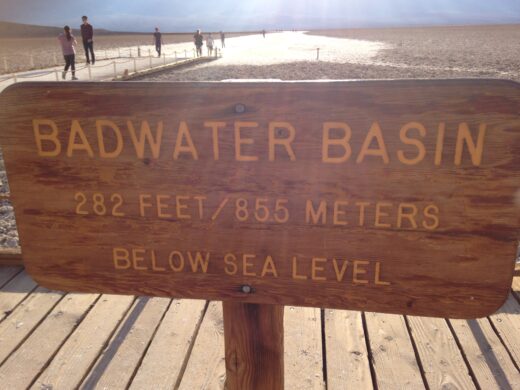 BADWATER BASIN
282 FEET/855 METERS
BELOW SEA LEVEL